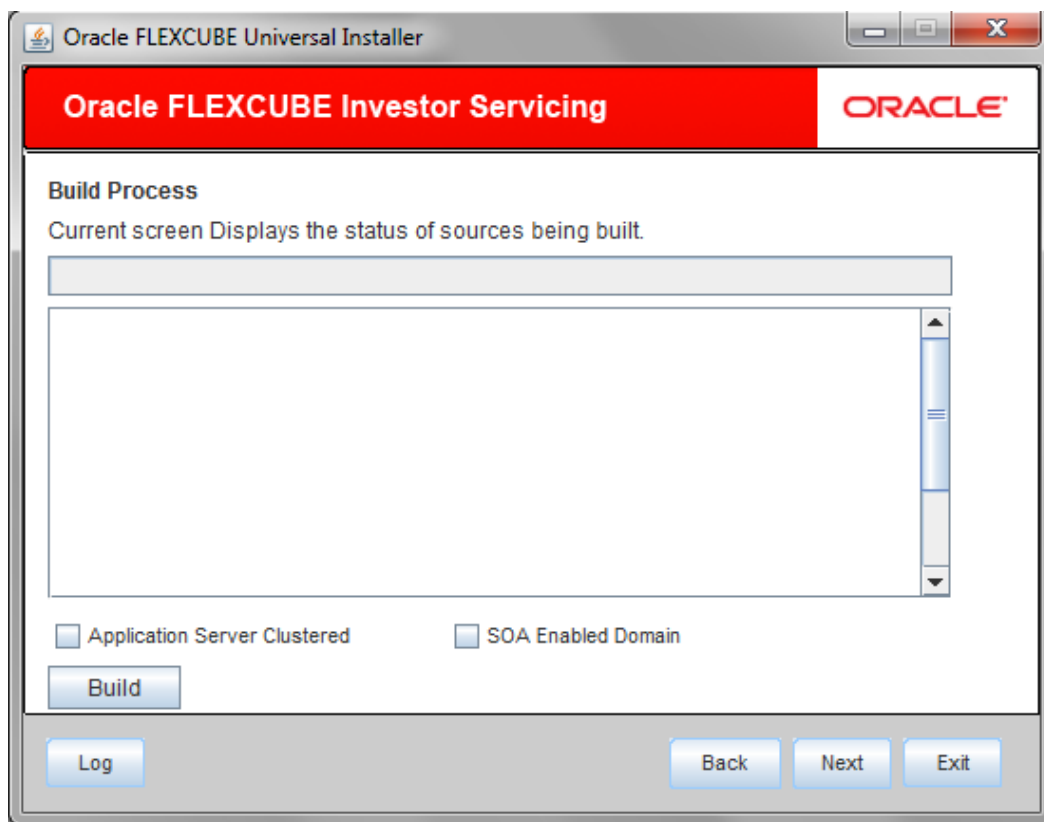 Oracle FLEXCUBE Universal Installer
Oracle FLEXCUBE Investor Servicing
ORACLE
Build Process
Current screen Displays the status of sources being built.
Application Server Clustered
SOA Enabled Domain
Build
Log
Back
Next
Exit